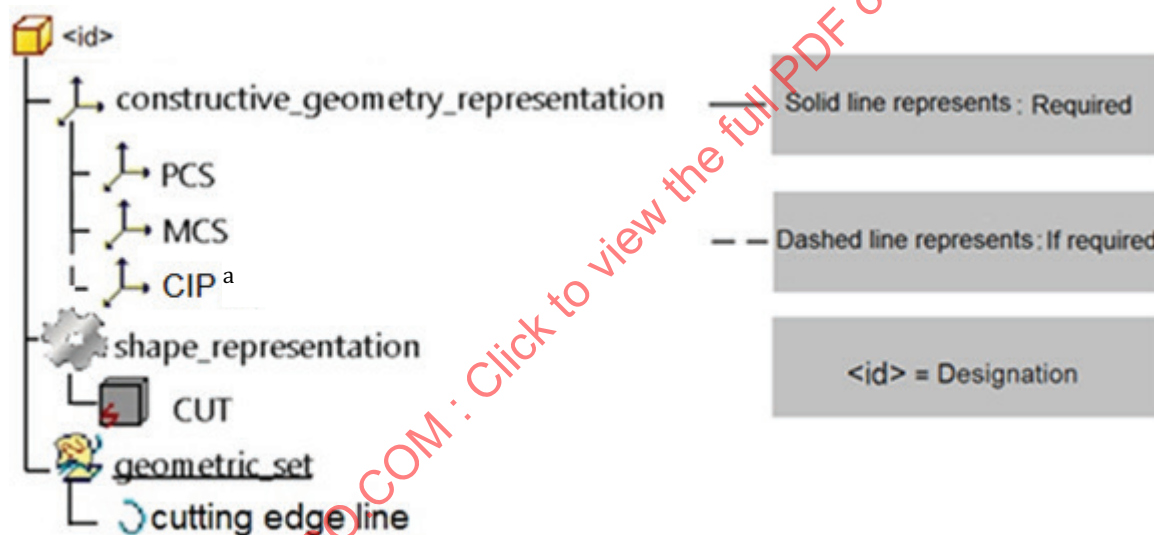 <id>
constructive_geometry_representation
PCS
MCS
CIP a
shape_representation
CUT
geometric_set
cutting edge line
Solid line represents : Required
Dashed line represents : If required
<id> = Designation
O.COM : Click to view the full PDF o